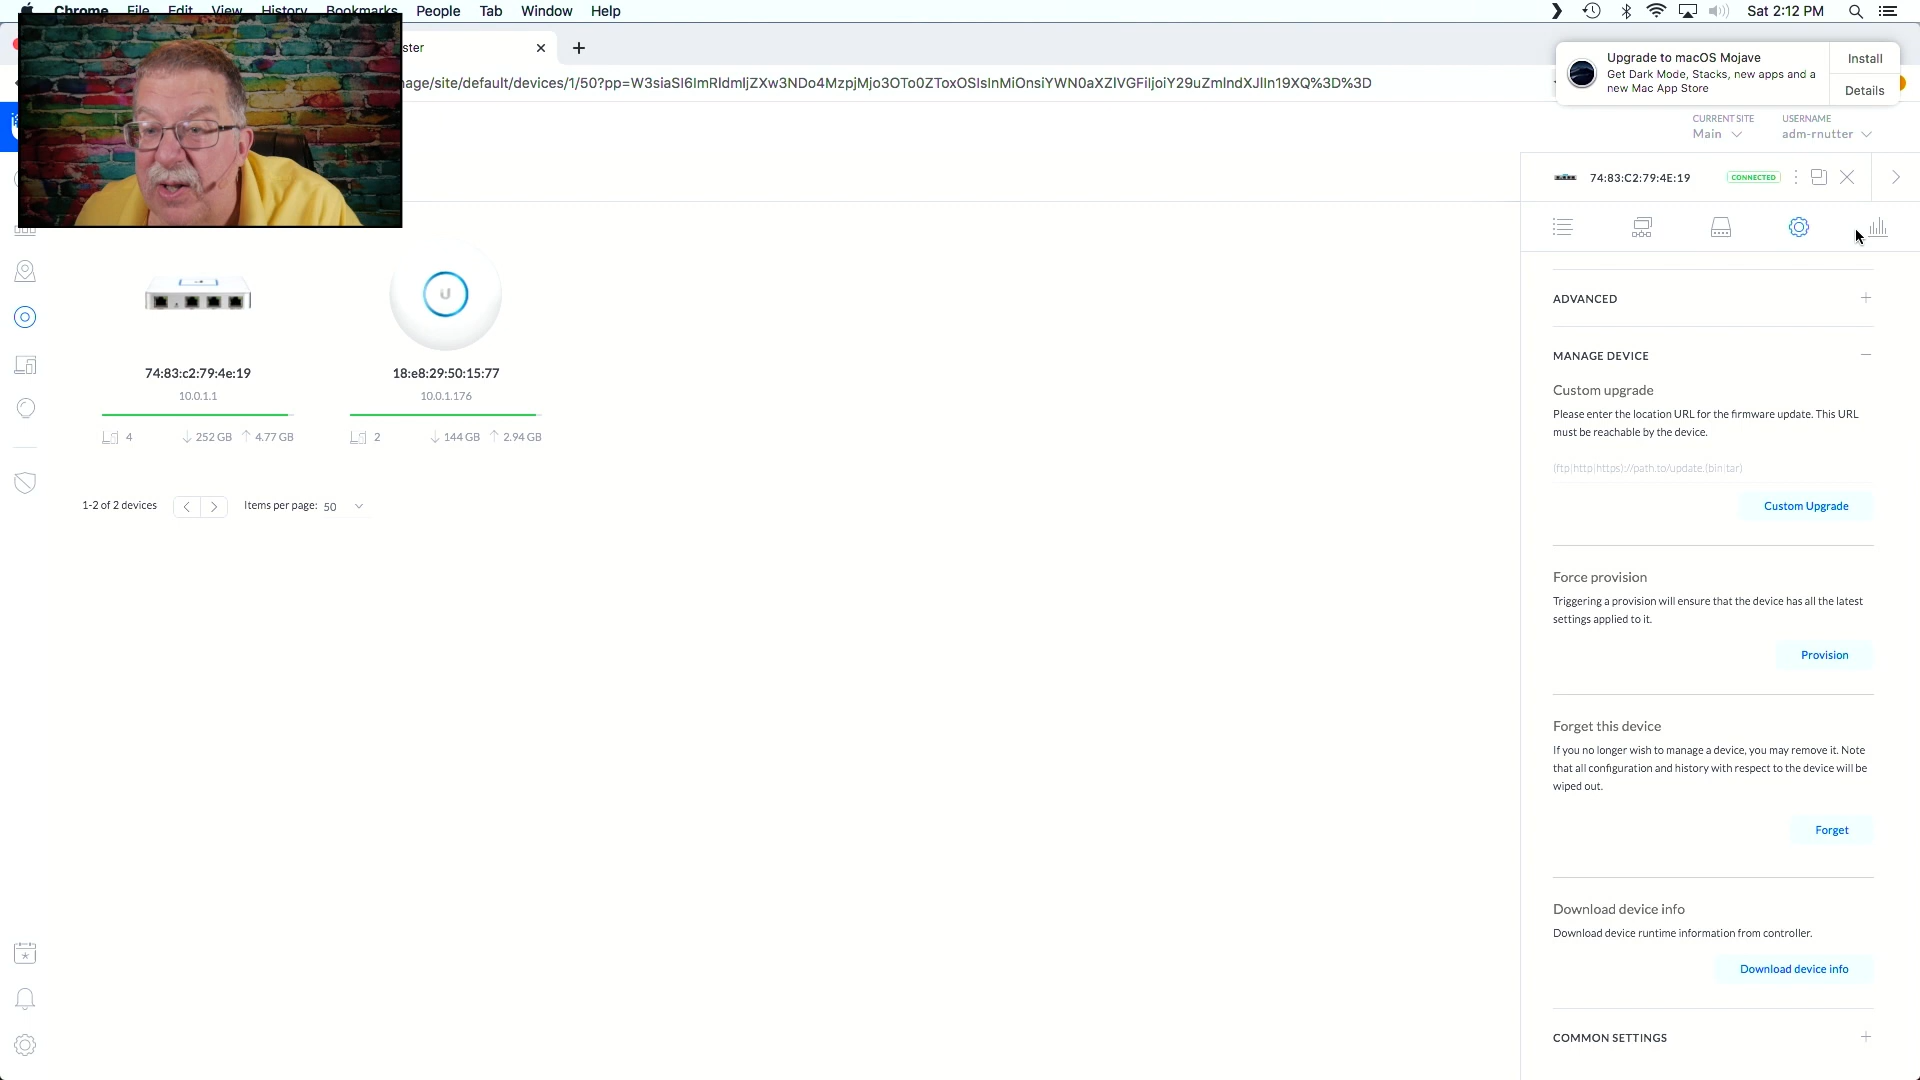 Chrome File Edit View History Bookmarks People Tab Window Help
Sat 2:12 PM
ster
nage/site/default/devices/1/50?pp=W3siaSI6ImRldmljZXw3NDo4MzpjMjo3OTo0ZToxOSIsInMiOnsiYWN0aXZlVGFiIjoiY29uZmlndXJlIn19XQ%3D%3D
Upgrade to macOS Mojave
Get Dark Mode, Stacks, new apps and a
new Mac App Store
Install
Details
CURRENT SITE
Main
USERNAME
adm-rnutter
74:83:C2:79:4E:19
CONNECTED
74:83:c2:79:4e:19
10.0.1.1
4 252 GB 4.77 GB
U
18:e8:29:50:15:77
10.0.1.176
2 144 GB 2.94 GB
1-2 of 2 devices
Items per page: 50
ADVANCED
MANAGE DEVICE
Custom upgrade
Please enter the location URL for the firmware update. This URL
must be reachable by the device.
(ftp|http|https)://path.to/update.(bin|tar)
Custom Upgrade
Force provision
Triggering a provision will ensure that the device has all the latest
settings applied to it.
Provision
Forget this device
If you no longer wish to manage a device, you may remove it. Note
that all configuration and history with respect to the device will be
wiped out.
Forget
Download device info
Download device runtime information from controller.
Download device info
COMMON SETTINGS